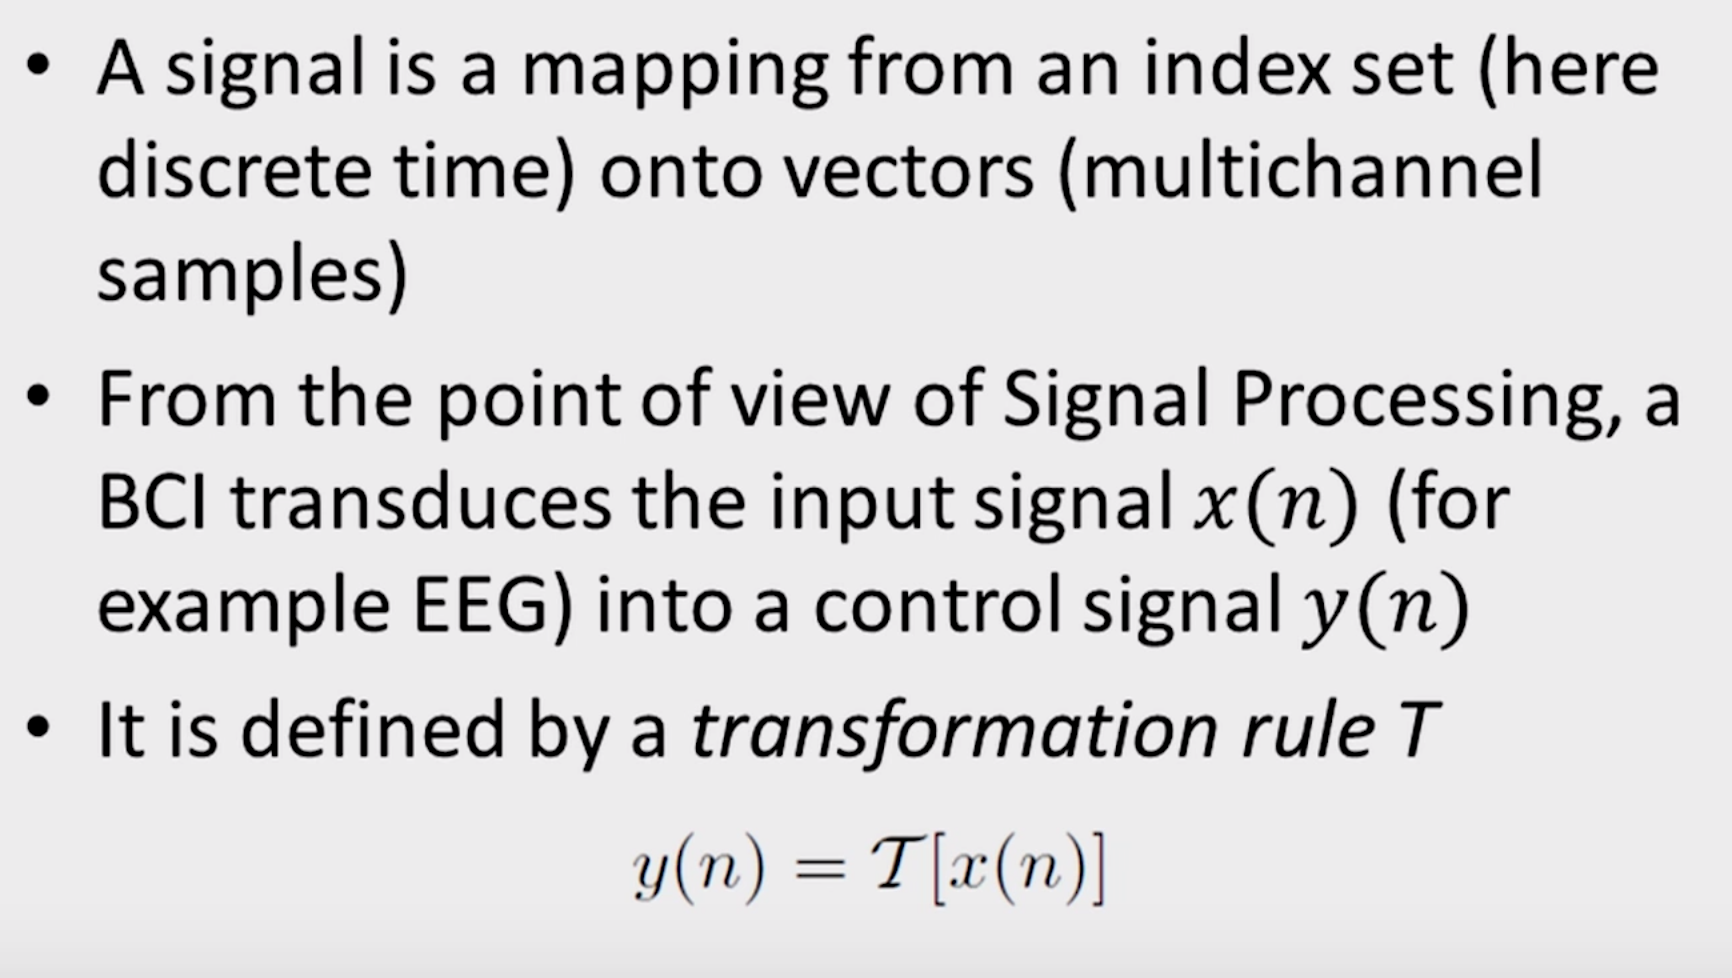 • A signal is a mapping from an index set (here
discrete time) onto vectors (multichannel
samples)
• From the point of view of Signal Processing, a
BCI transduces the input signal x(n) (for
example EEG) into a control signal y(n)
• It is defined by a transformation rule T
y(n) = T[x(n)]